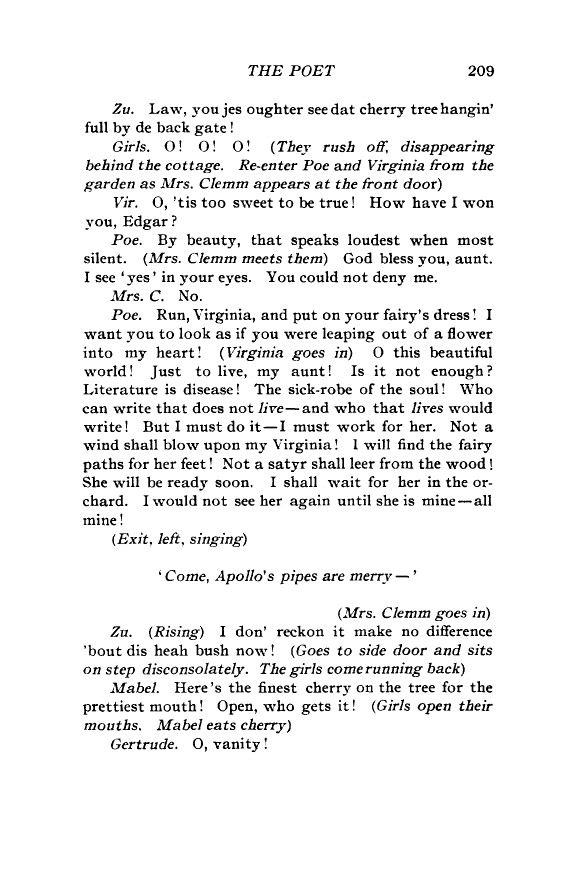 THE POET 209
Zu. Law, you jes oughter see dat cherry tree hangin'
full by de back gate!
Girls. O! O! O! (They rush off, disappearing
behind the cottage. Re-enter Poe and Virginia from the
garden as Mrs. Clemm appears at the front door)
Vir. O, 'tis too sweet to be true! How have I won
you, Edgar?
Poe. By beauty, that speaks loudest when most
silent. (Mrs. Clemm meets them) God bless you, aunt.
I see 'yes' in your eyes. You could not deny me.
Mrs. C. No.
Poe. Run, Virginia, and put on your fairy's dress! I
want you to look as if you were leaping out of a flower
into my heart! (Virginia goes in) O this beautiful
world! Just to live, my aunt! Is it not enough?
Literature is disease! The sick-robe of the soul! Who
can write that does not live—and who that lives would
write! But I must do it—I must work for her. Not a
wind shall blow upon my Virginia! I will find the fairy
paths for her feet! Not a satyr shall leer from the wood!
She will be ready soon. I shall wait for her in the or-
chard. I would not see her again until she is mine—all
mine!
(Exit, left, singing)
'Come, Apollo's pipes are merry—'
(Mrs. Clemm goes in)
Zu. (Rising) I don' reckon it make no difference
'bout dis heah bush now! (Goes to side door and sits
on step disconsolately. The girls come running back)
Mabel. Here's the finest cherry on the tree for the
prettiest mouth! Open, who gets it! (Girls open their
mouths. Mabel eats cherry)
Gertrude. O, vanity!